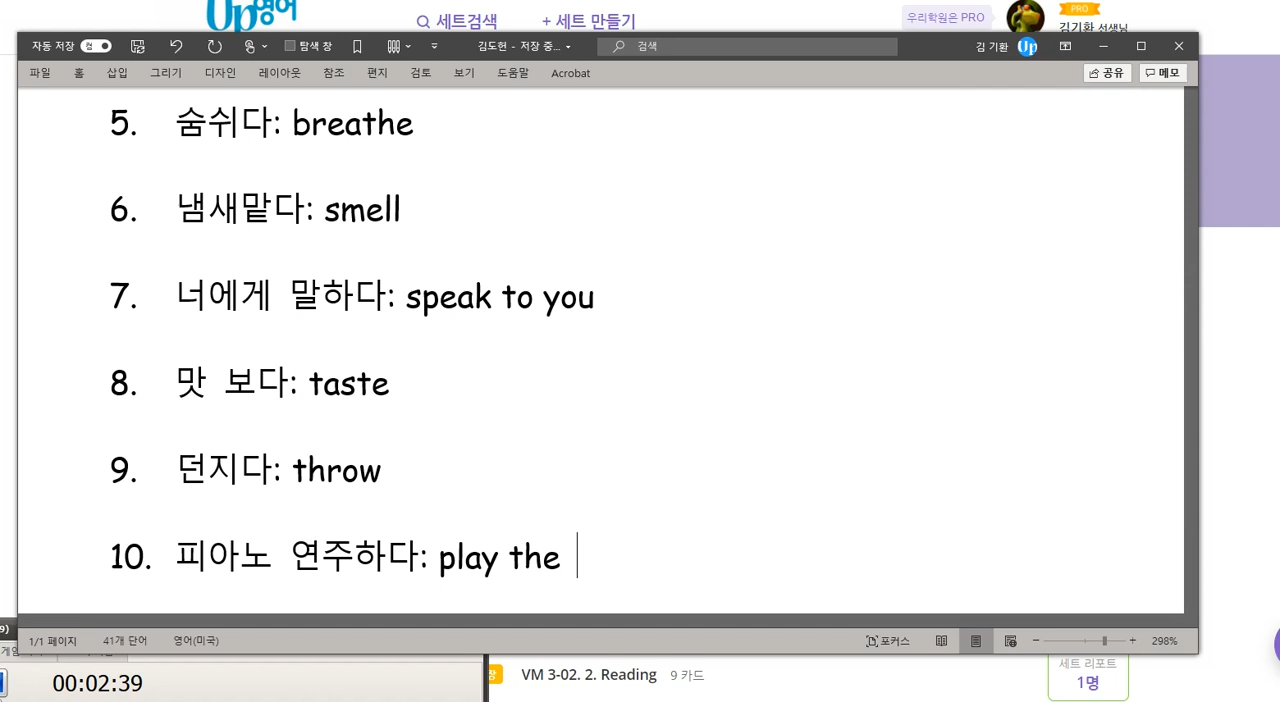 Up영어
세트검색
+ 세트 만들기
우리학원은 PRO
PRO
김기환 선생님
자동 저장
컴
탐색 창
김도현 - 저장 중...
검색
김 기환
Up
파일 홈 삽입 그리기 디자인 레이아웃 참조 편지 검토 보기 도움말 Acrobat
공유 메모
5. 숨쉬다: breathe
6. 냄새맡다: smell
7. 너에게 말하다: speak to you
8. 맛 보다: taste
9. 던지다: throw
10. 피아노 연주하다: play the
1/1 페이지 41개 단어 영어(미국)
포커스
298%
00:02:39
VM 3-02. 2. Reading 9 카드
세트 리포트
1명